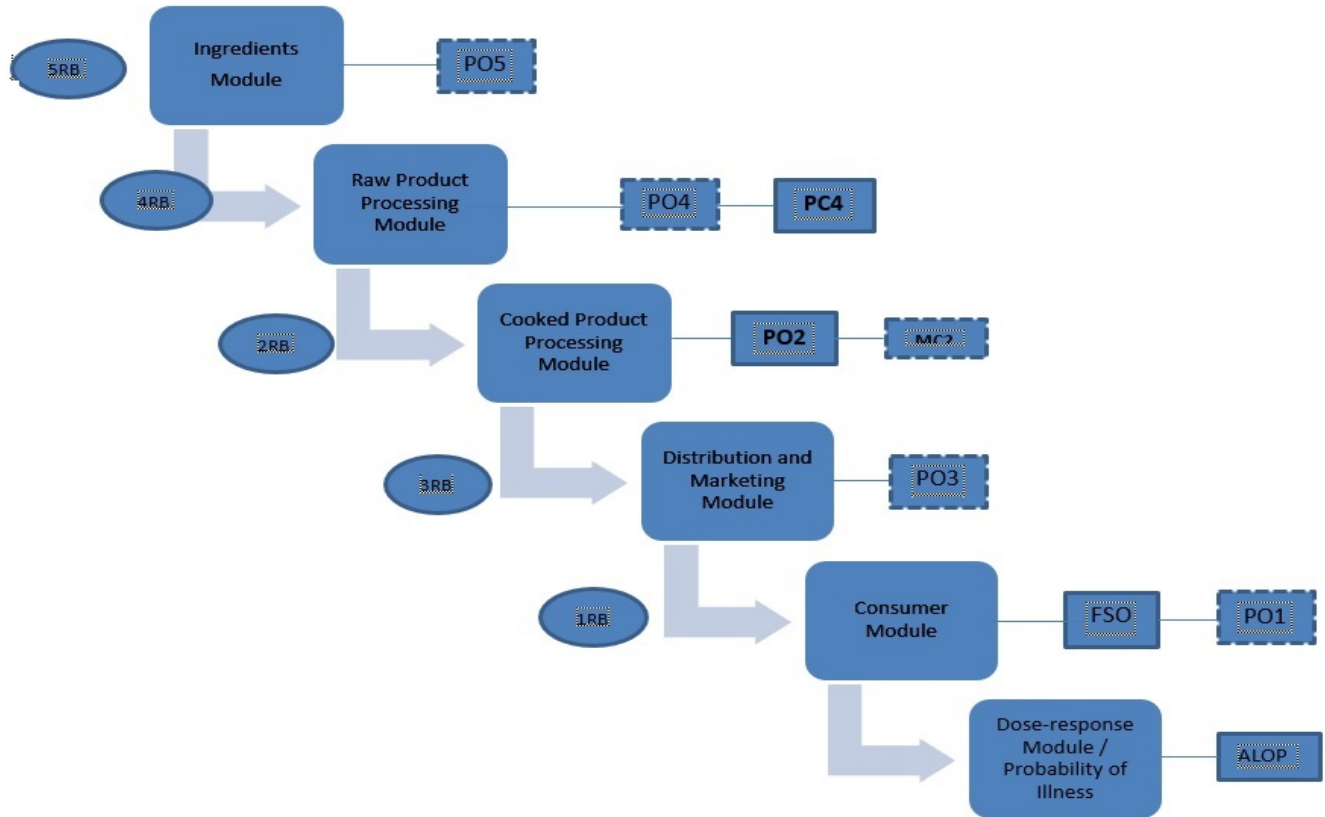 Ingredients
Module
5RB
PO5
Raw Product
Processing
Module
4RB
PO4
PC4
Cooked Product
Processing
Module
2RB
PO2
MC2
Distribution and
Marketing
Module
3RB
PO3
Consumer
Module
1RB
FSO
PO1
Dose-response
Module /
Probability of
Illness
ALOP